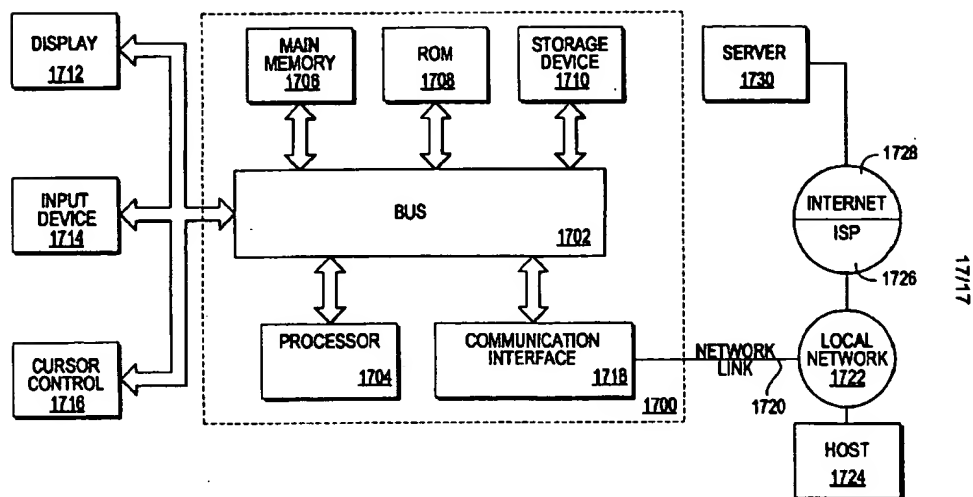 DISPLAY
1712
MAIN
MEMORY
1706
ROM
1708
STORAGE
DEVICE
1710
SERVER
1730
1728
INPUT
DEVICE
1714
BUS
1702
INTERNET
ISP
1726
17/17
CURSOR
CONTROL
1716
PROCESSOR
1704
COMMUNICATION
INTERFACE
1718
1700
NETWORK
LINK
1720
LOCAL
NETWORK
1722
HOST
1724